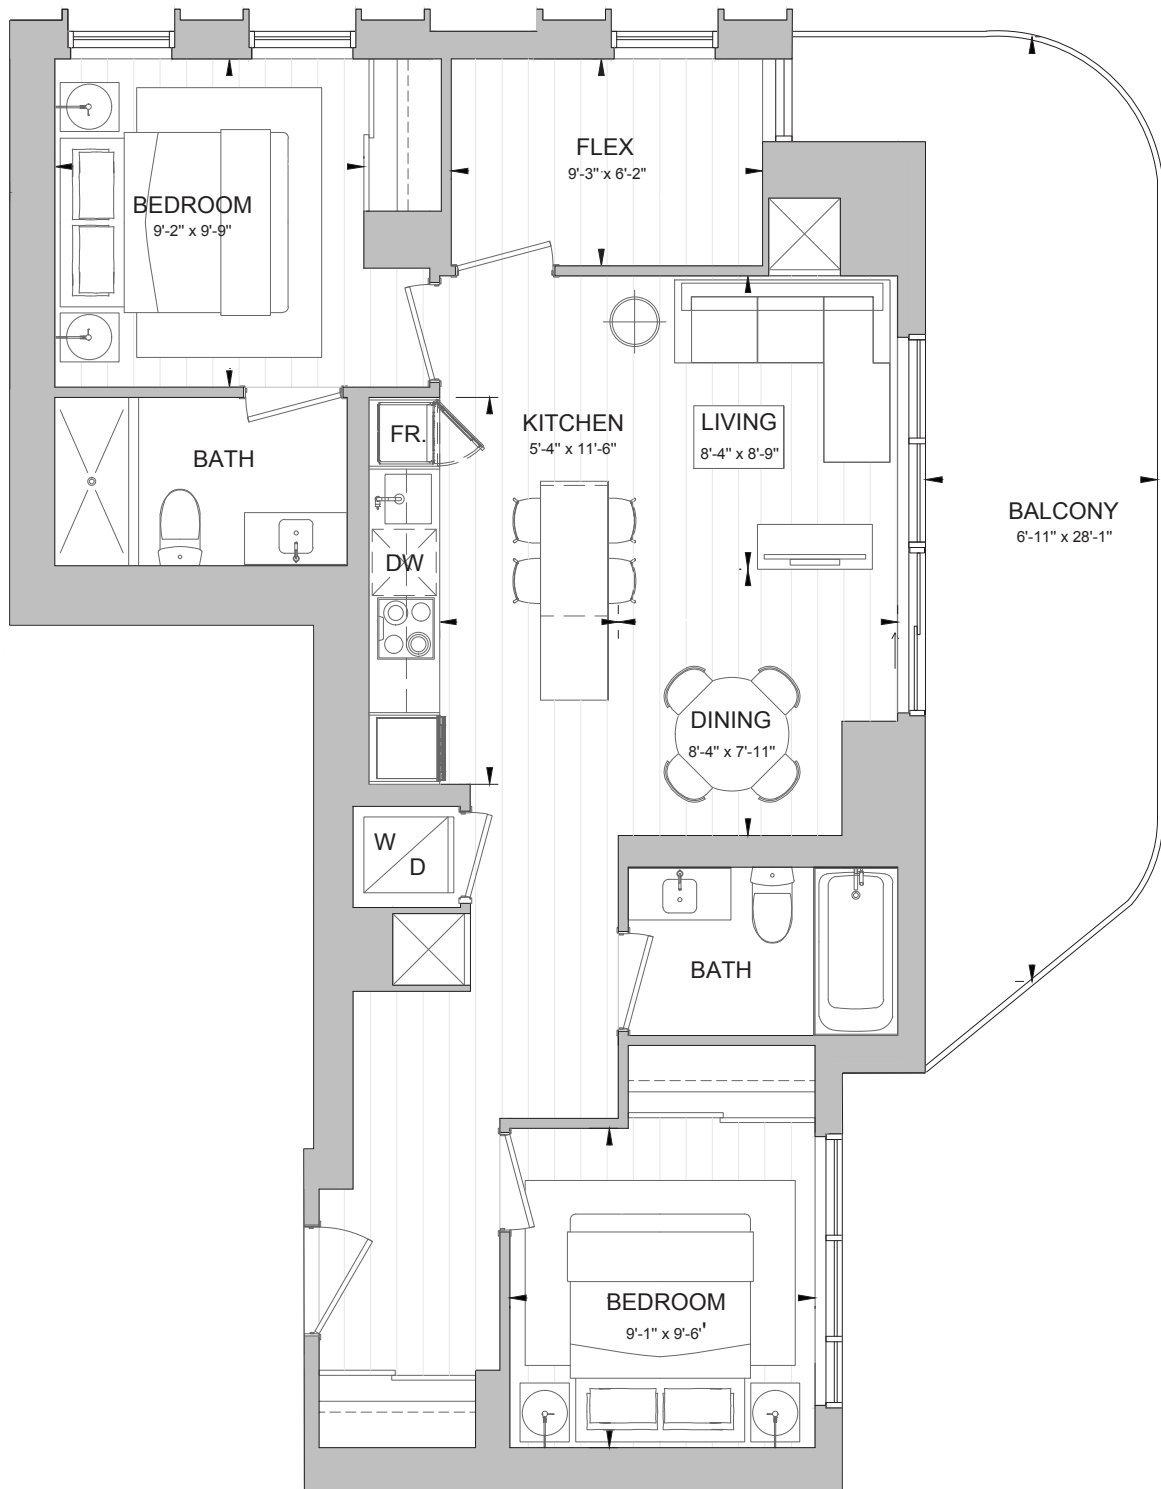 FLEX
9'-3" x 6'-2"
BEDROOM
9'-2" x 9'-9"
KITCHEN
5'-4" x 11'-6"
LIVING
8'-4" x 8'-9"
FR.
BATH
BALCONY
6'-11" x 28'-1"
DW
DINING
8'-4" x 7'-11"
W
D
BATH
BEDROOM
9'-1" x 9'-6'